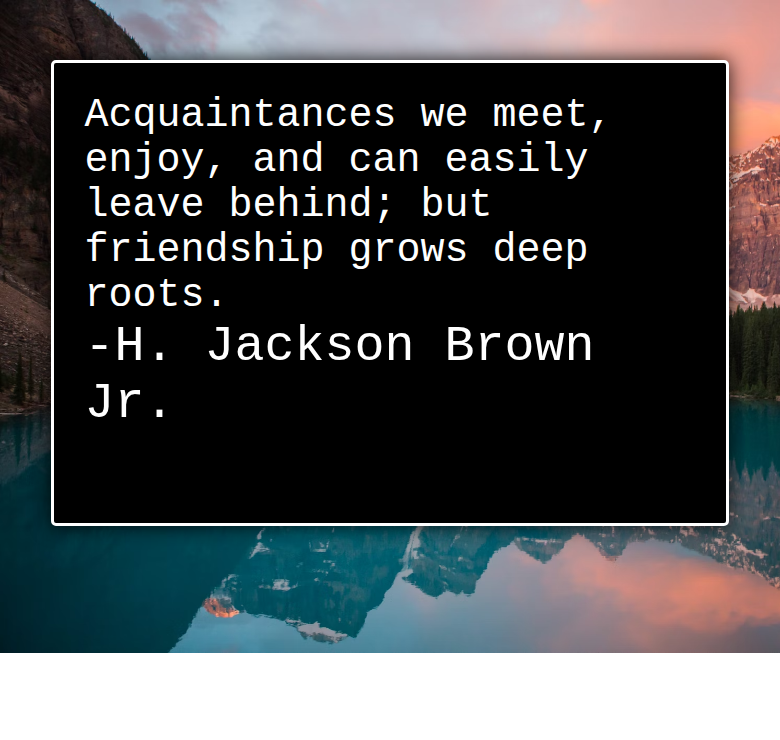 Acquaintances we meet,
enjoy, and can easily
leave behind; but
friendship grows deep
roots.
-H. Jackson Brown
Jr.